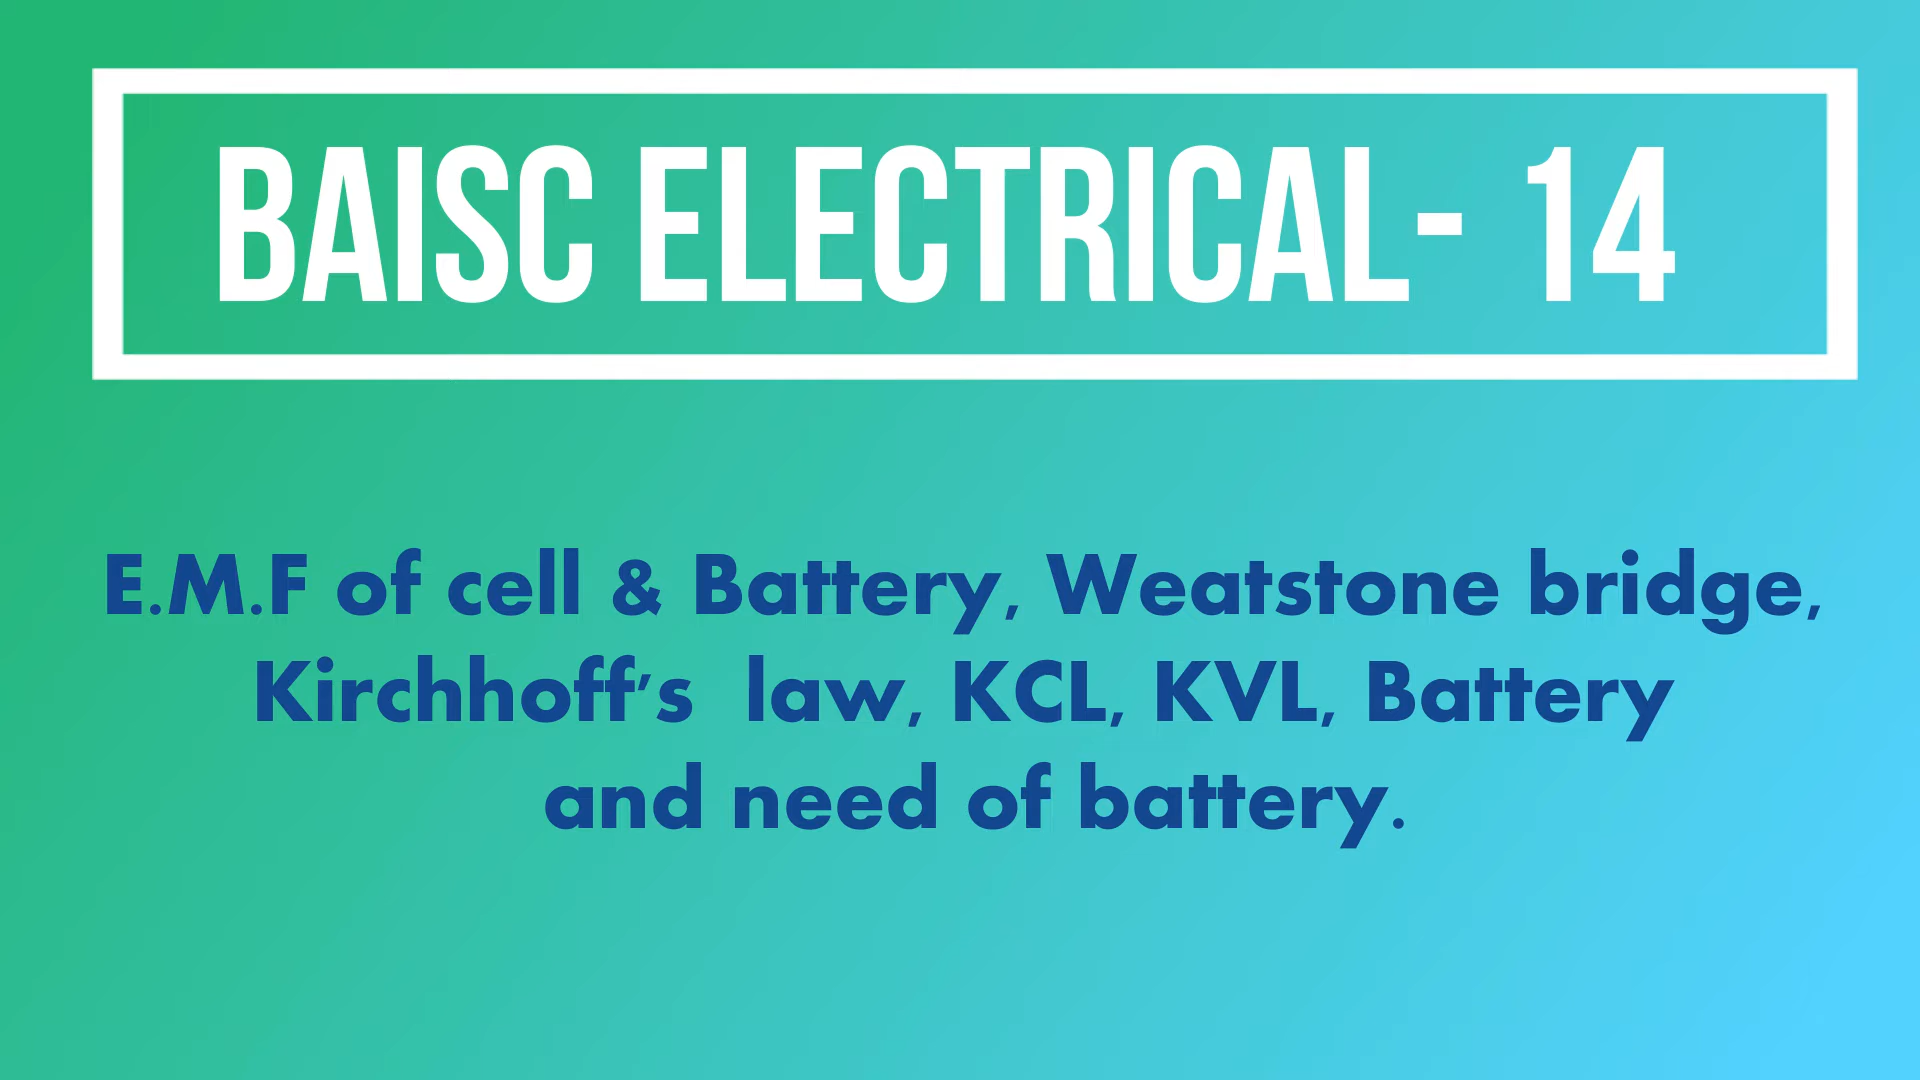 BAISC ELECTRICAL- 14
E.M.F of cell & Battery, Weatstone bridge,
Kirchhoff's law, KCL, KVL, Battery
and need of battery.